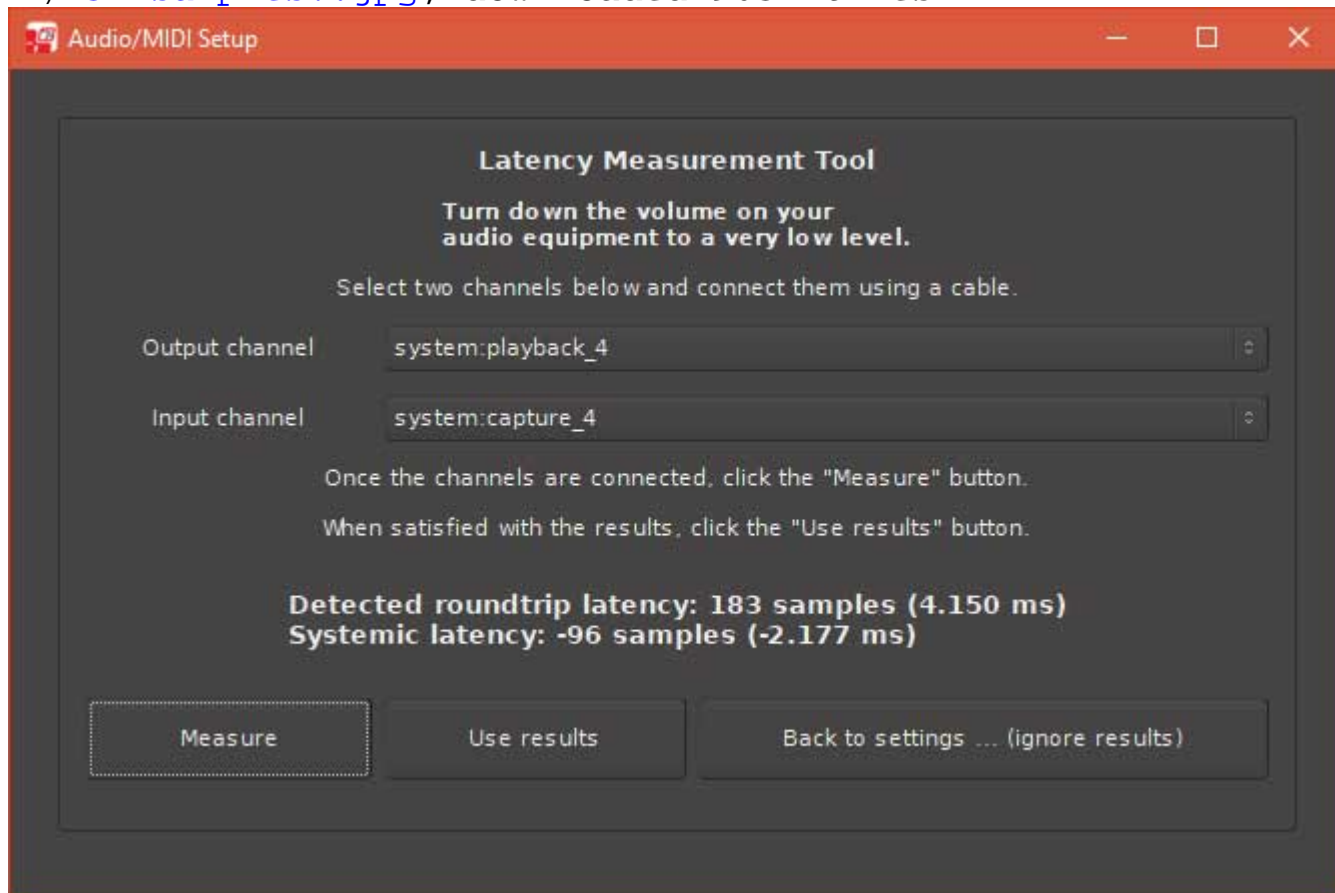 Audio/MIDI Setup
Latency Measurement Tool
Turn down the volume on your
audio equipment to a very low level.
Select two channels below and connect them using a cable.
Output channel system:playback_4
Input channel system:capture_4
Once the channels are connected, click the "Measure" button.
When satisfied with the results, click the "Use results" button.
Detected roundtrip latency: 183 samples (4.150 ms)
Systemic latency: -96 samples (-2.177 ms)
Measure Use results Back to settings ... (ignore results)